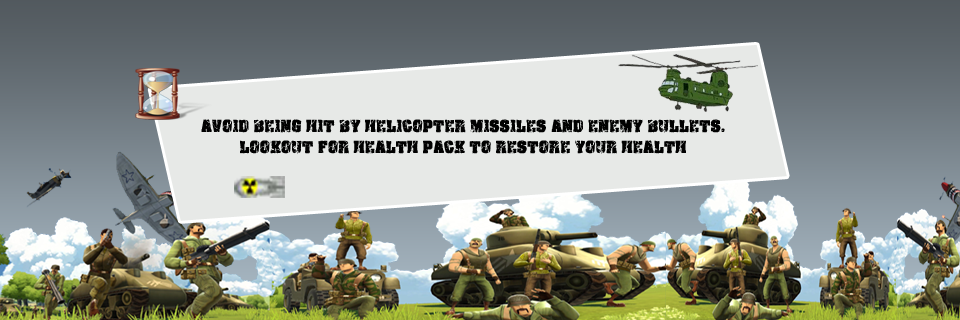 AVOID BEING HIT BY HELICOPTER MISSILES AND ENEMY BULLETS.
LOOKOUT FOR HEALTH PACK TO RESTORE YOUR HEALTH